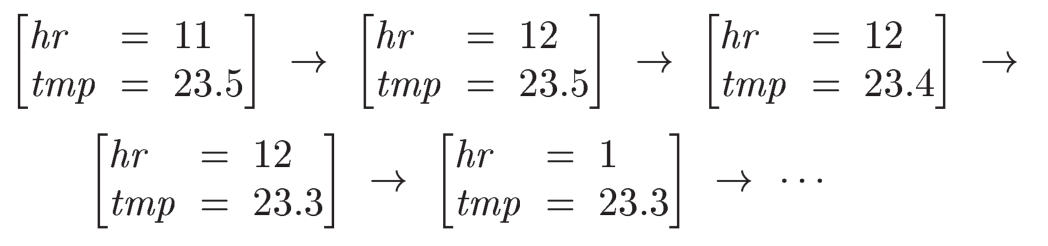 [hr = 11 tmp = 23.5] → [hr = 12 tmp = 23.5] → [hr = 12 tmp = 23.4] →
[hr = 12 tmp = 23.3] → [hr = 1 tmp = 23.3] → ···